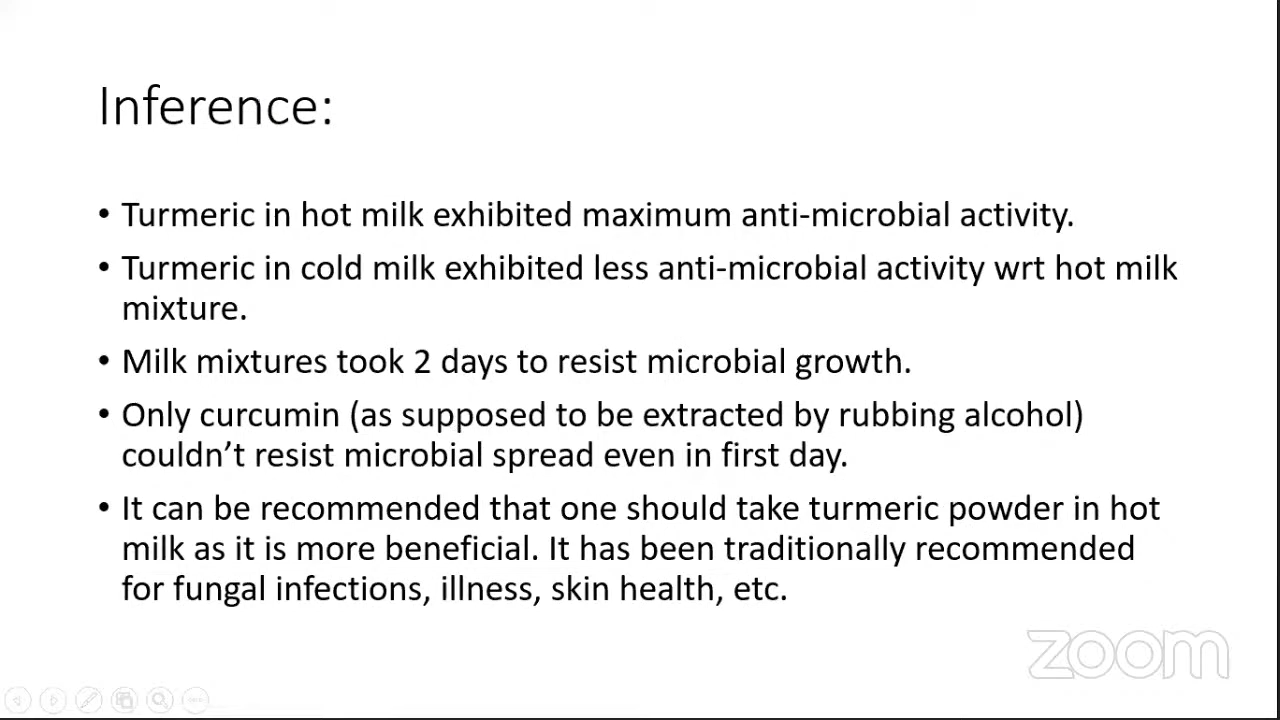 Inference:
• Turmeric in hot milk exhibited maximum anti-microbial activity.
• Turmeric in cold milk exhibited less anti-microbial activity wrt hot milk
mixture.
• Milk mixtures took 2 days to resist microbial growth.
• Only curcumin (as supposed to be extracted by rubbing alcohol)
couldn’t resist microbial spread even in first day.
• It can be recommended that one should take turmeric powder in hot
milk as it is more beneficial. It has been traditionally recommended
for fungal infections, illness, skin health, etc.
zoom